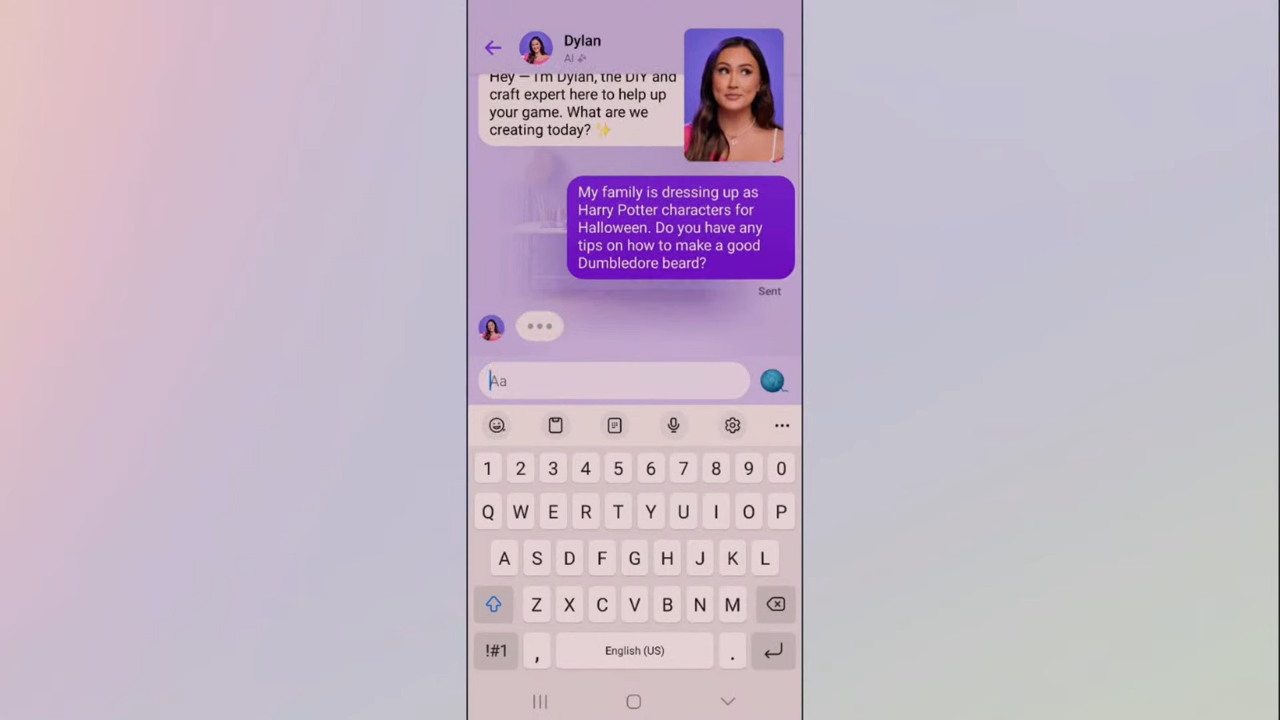 Dylan
AI
Hey — I'm Dylan, the DIY and
craft expert here to help up
your game. What are we
creating today? ✨
My family is dressing up as
Harry Potter characters for
Halloween. Do you have any
tips on how to make a good
Dumbledore beard?
Sent
Aa
1 2 3 4 5 6 7 8 9 0
Q W E R T Y U I O P
A S D F G H J K L
Z X C V B N M
!#1 , English (US) .